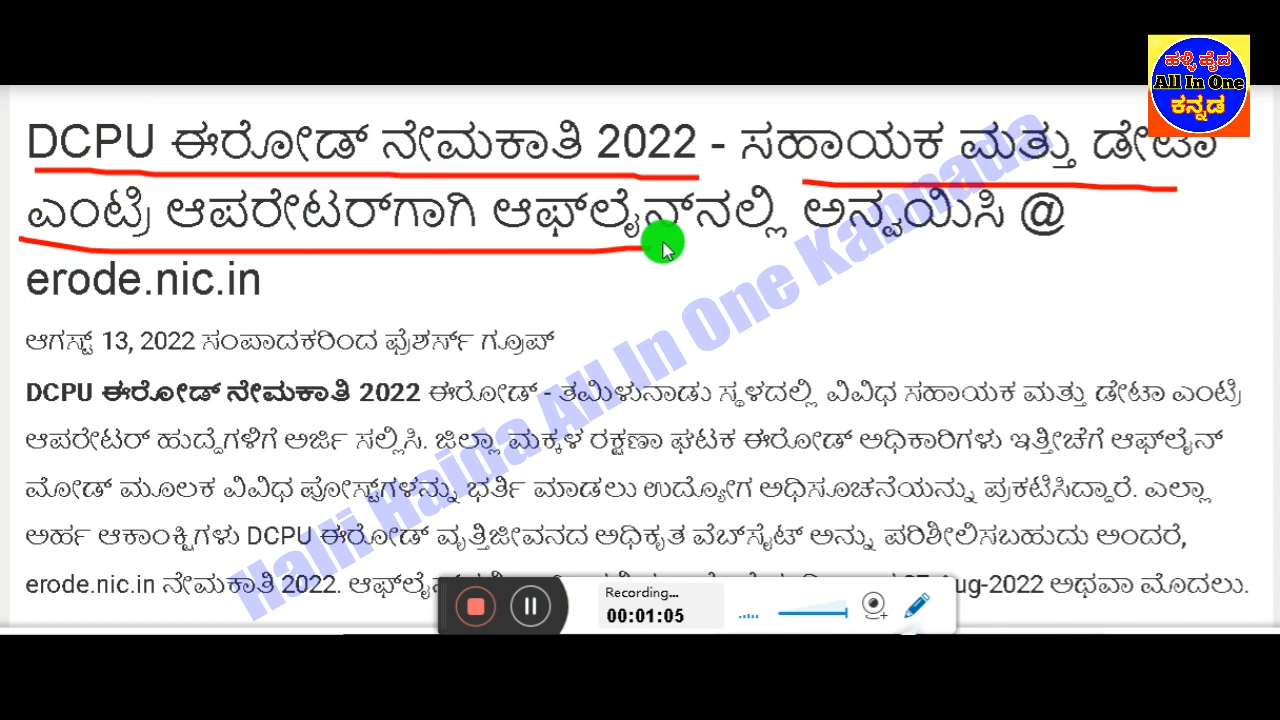 ಹಳ್ಳಿ ಹೈದ
All In One
ಕನ್ನಡ
DCPU ಈರೋಡ್ ನೇಮಕಾತಿ 2022 - ಸಹಾಯಕ ಮತ್ತು ಡೇಟಾ
ಎಂಟ್ರಿ ಆಪರೇಟರ್‌ಗಾಗಿ ಆಫ್‌ಲೈನ್‌ನಲ್ಲಿ ಅನ್ವಯಿಸಿ @
erode.nic.in
ಆಗಸ್ಟ್ 13, 2022 ಸಂಪಾದಕರಿಂದ ಫ್ರೆಶರ್ಸ್ ಗ್ರೂಪ್
DCPU ಈರೋಡ್ ನೇಮಕಾತಿ 2022 ಈರೋಡ್ - ತಮಿಳುನಾಡು ಸ್ಥಳದಲ್ಲಿ ವಿವಿಧ ಸಹಾಯಕ ಮತ್ತು ಡೇಟಾ ಎಂಟ್ರಿ
ಆಪರೇಟರ್ ಹುದ್ದೆಗಳಿಗೆ ಅರ್ಜಿ ಸಲ್ಲಿಸಿ. ಜಿಲ್ಲಾ ಮಕ್ಕಳ ರಕ್ಷಣಾ ಘಟಕ ಈರೋಡ್ ಅಧಿಕಾರಿಗಳು ಇತ್ತೀಚೆಗೆ ಆಫ್‌ಲೈನ್
ಮೋಡ್ ಮೂಲಕ ವಿವಿಧ ಪೋಸ್ಟ್‌ಗಳನ್ನು ಭರ್ತಿ ಮಾಡಲು ಉದ್ಯೋಗ ಅಧಿಸೂಚನೆಯನ್ನು ಪ್ರಕಟಿಸಿದ್ದಾರೆ. ಎಲ್ಲಾ
ಅರ್ಹ ಆಕಾಂಕ್ಷಿಗಳು DCPU ಈರೋಡ್ ವೃತ್ತಿಜೀವನದ ಅಧಿಕೃತ ವೆಬ್‌ಸೈಟ್ ಅನ್ನು ಪರಿಶೀಲಿಸಬಹುದು ಅಂದರೆ,
erode.nic.in ನೇಮಕಾತಿ 2022. ug-2022 ಅಥವಾ ಮೊದಲು.
Halli Haida All In One Kannada
Recording...
00:01:05